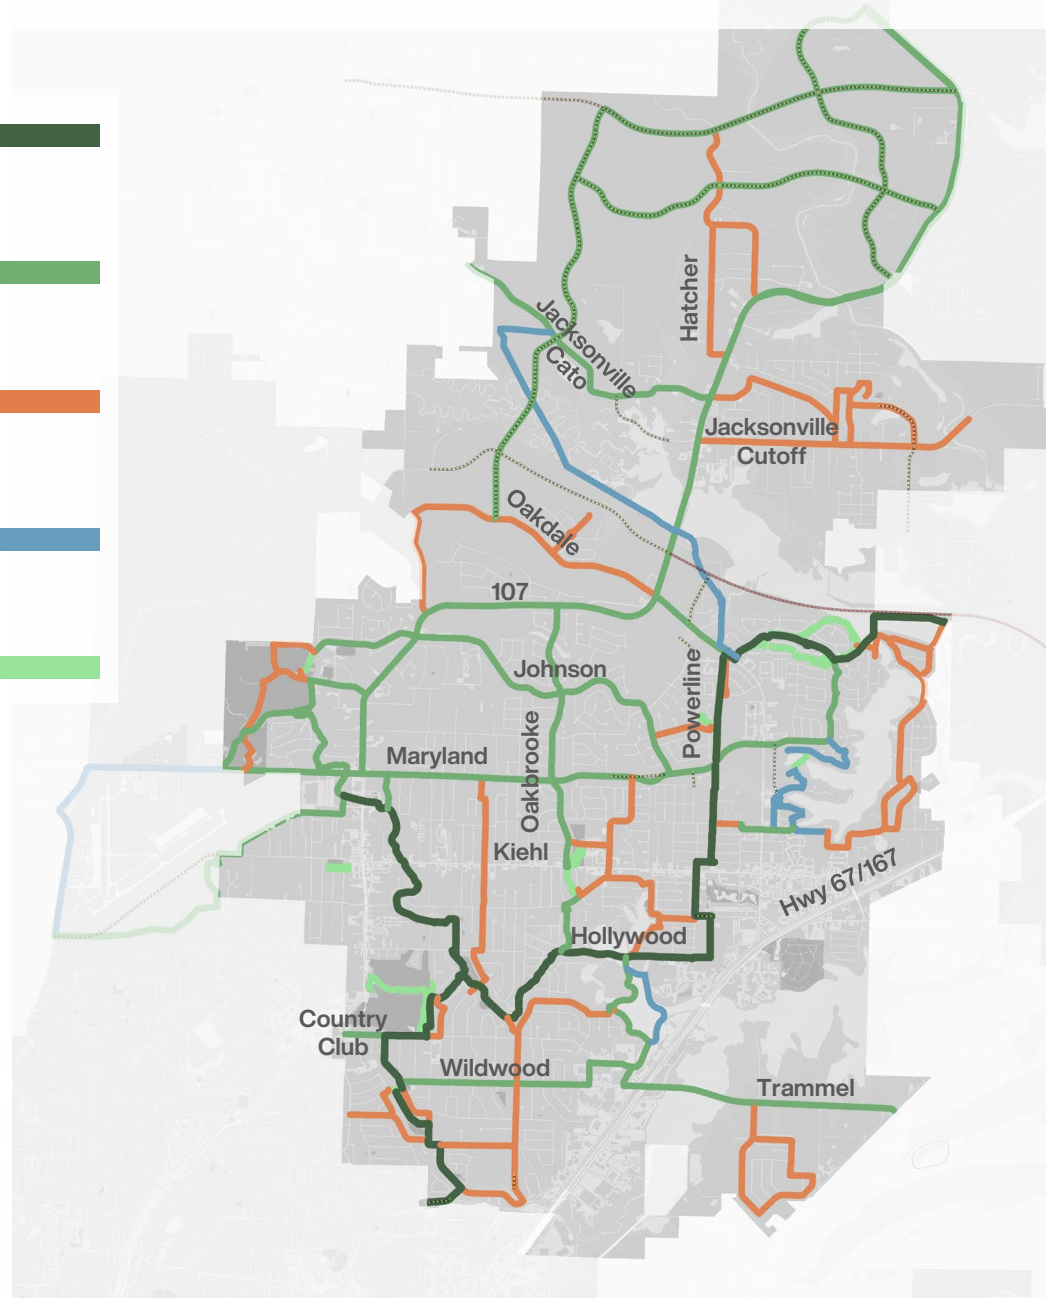 Hatcher
Jacksonville
Cato
Jacksonville
Cutoff
Oakdale
107
Johnson
Powerline
Maryland
Oakbrooke
Kiehl
Hwy 67/167
Hollywood
Country
Club
Wildwood
Trammel